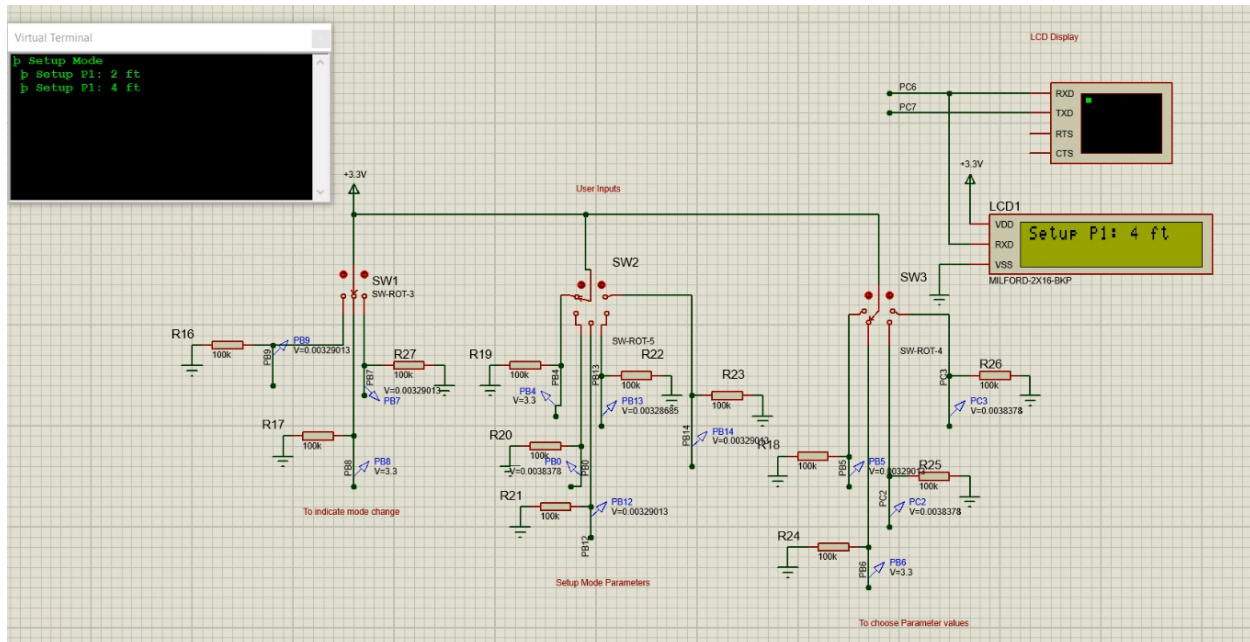 Virtual Terminal
þ Setup Mode
þ Setup P1: 2 ft
þ Setup P1: 4 ft
LCD Display
PC6
PC7
RXD
TXD
RTS
CTS
+3.3V
User Inputs
+3.3V
LCD1
VDD
RXD
VSS
Setup P1: 4 ft
MILFORD-2X16-BKP
SW1
SW-ROT-3
SW2
SW-ROT-5
SW3
SW-ROT-4
R16
100k
PB9
PB9
V=0.00329013
R27
100k
PB7
V=0.00329013
PB7
R17
100k
PB8
PB8
V=3.3
To indicate mode change
R19
100k
PB4
PB4
V=3.3
R22
100k
PB13
PB13
V=0.00328685
R23
100k
PB14
PB14
V=0.00329013
R20
100k
PB0
PB0
V=0.0038378
R21
100k
PB12
PB12
V=0.00329013
Setup Mode Parameters
R26
100k
PC3
PC3
V=0.0038378
R18
100k
PB5
PB5
V=0.00329013
R25
100k
PC2
PC2
V=0.0038378
R24
100k
PB6
PB6
V=3.3
To choose Parameter values